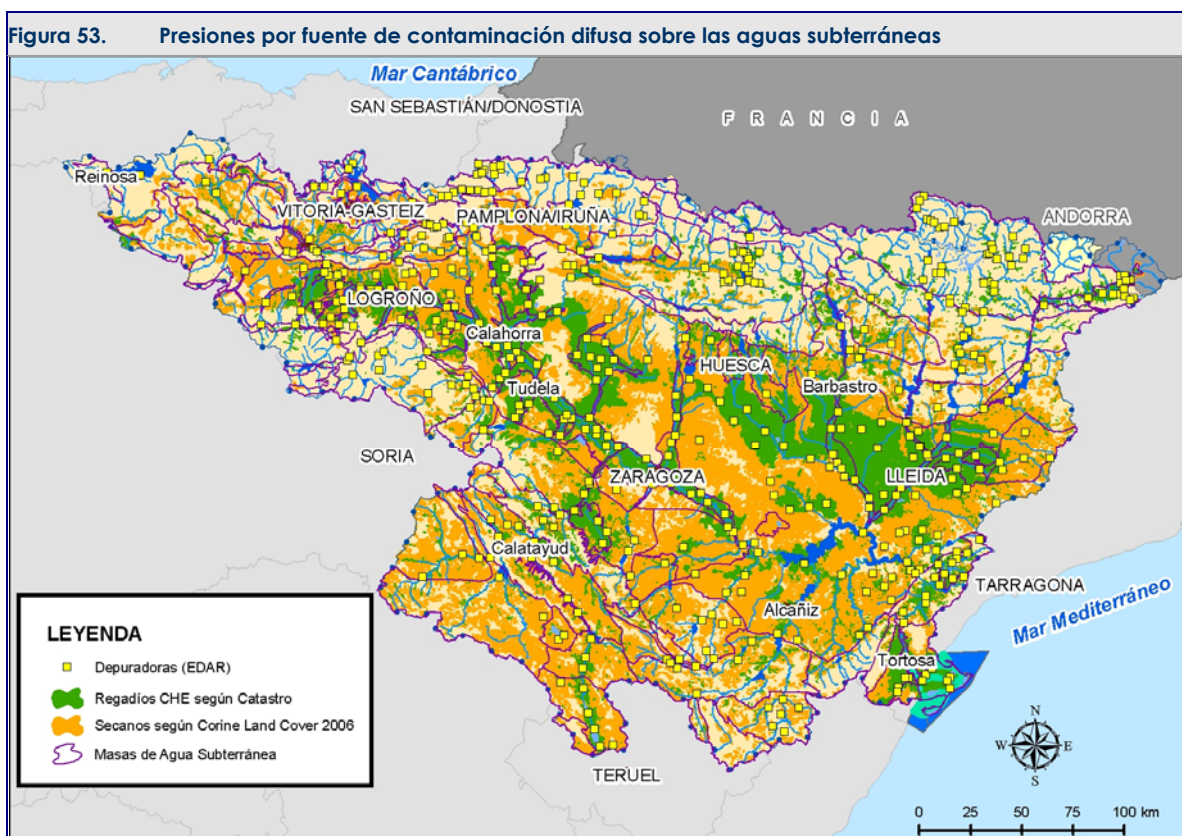 Figura 53. Presiones por fuente de contaminación difusa sobre las aguas subterráneas
Mar Cantábrico
SAN SEBASTIÁN/DONOSTIA
FRANCIA
Reinosa
VITORIA-GASTEIZ
PAMPLONA/IRUÑA
ANDORRA
LOGROÑO
Calahorra
HUESCA
Barbastro
Tudela
SORIA
ZARAGOZA
LLEIDA
Calatayud
TARRAGONA
Alcañiz
Mar Mediterráneo
Tortosa
TERUEL
LEYENDA
Depuradoras (EDAR)
Regadíos CHE según Catastro
Secanos según Corine Land Cover 2006
Masas de Agua Subterránea
N
W E
S
0 25 50 75 100 km